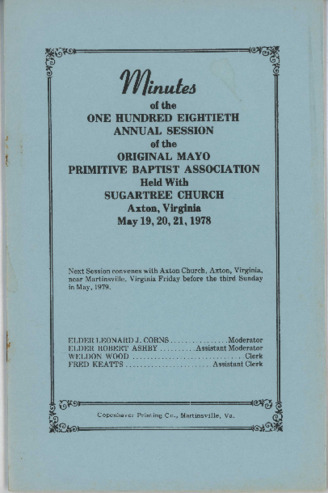 Minutes
of the
ONE HUNDRED EIGHTIETH
ANNUAL SESSION
of the
ORIGINAL MAYO
PRIMITIVE BAPTIST ASSOCIATION
Held With
SUGARTREE CHURCH
Axton, Virginia
May 19, 20, 21, 1978
Next Session convenes with Axton Church, Axton, Virginia,
near Martinsville, Virginia Friday before the third Sunday
in May, 1979.
ELDER LEONARD J. COBNS ............... Moderator
ELDER ROBERT ASHBY .......... Assistant Moderator
WELDON WOOD .............................. Clerk
FRED KEATTS ....................... Assistant Clerk
Copenhaver Printing Co., Martinsville, Va.